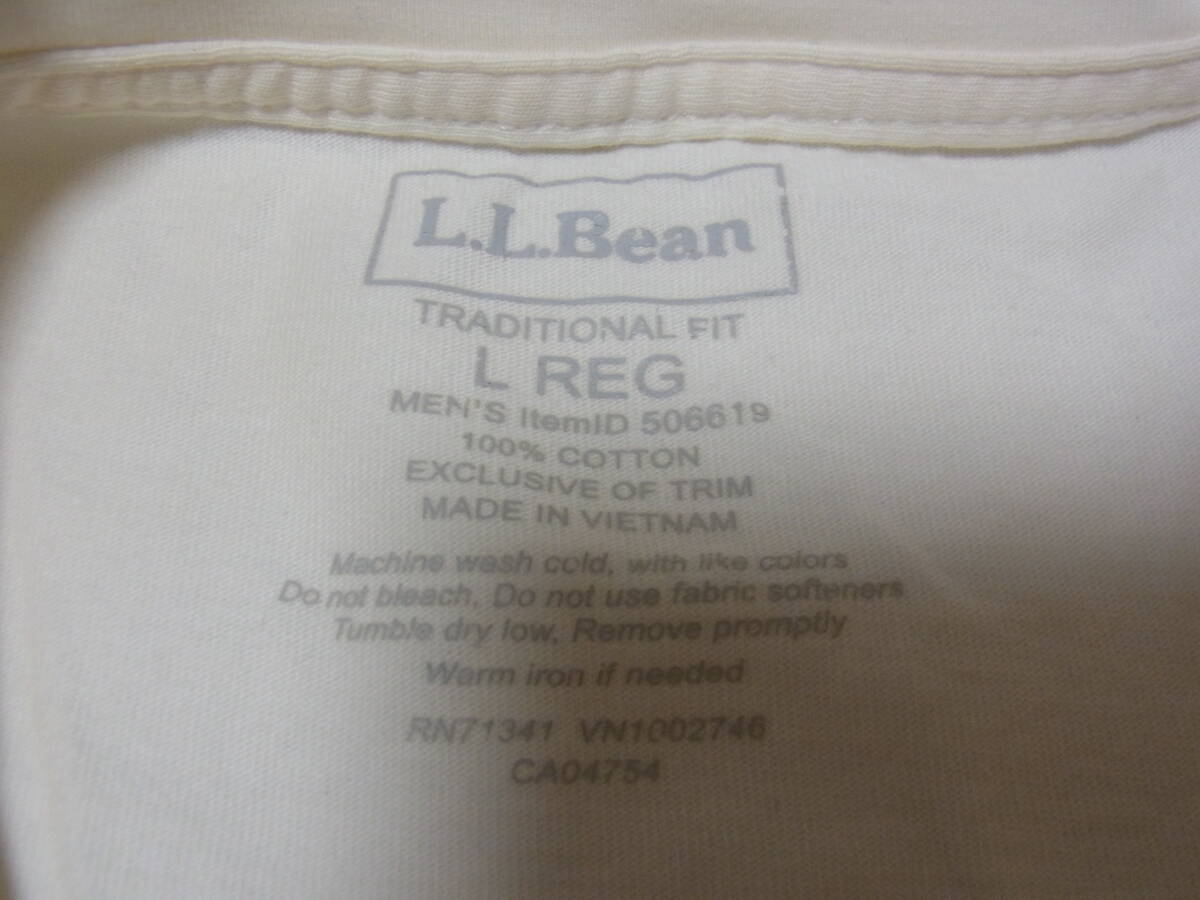 L.L.Bean
TRADITIONAL FIT
L REG
MEN'S ItemID 506619
100% COTTON
EXCLUSIVE OF TRIM
MADE IN VIETNAM
Machine wash cold, with like colors
Do not bleach, Do not use fabric softeners
Tumble dry low, Remove promptly
Warm iron if needed
RN71341 VN1002746
CA04754